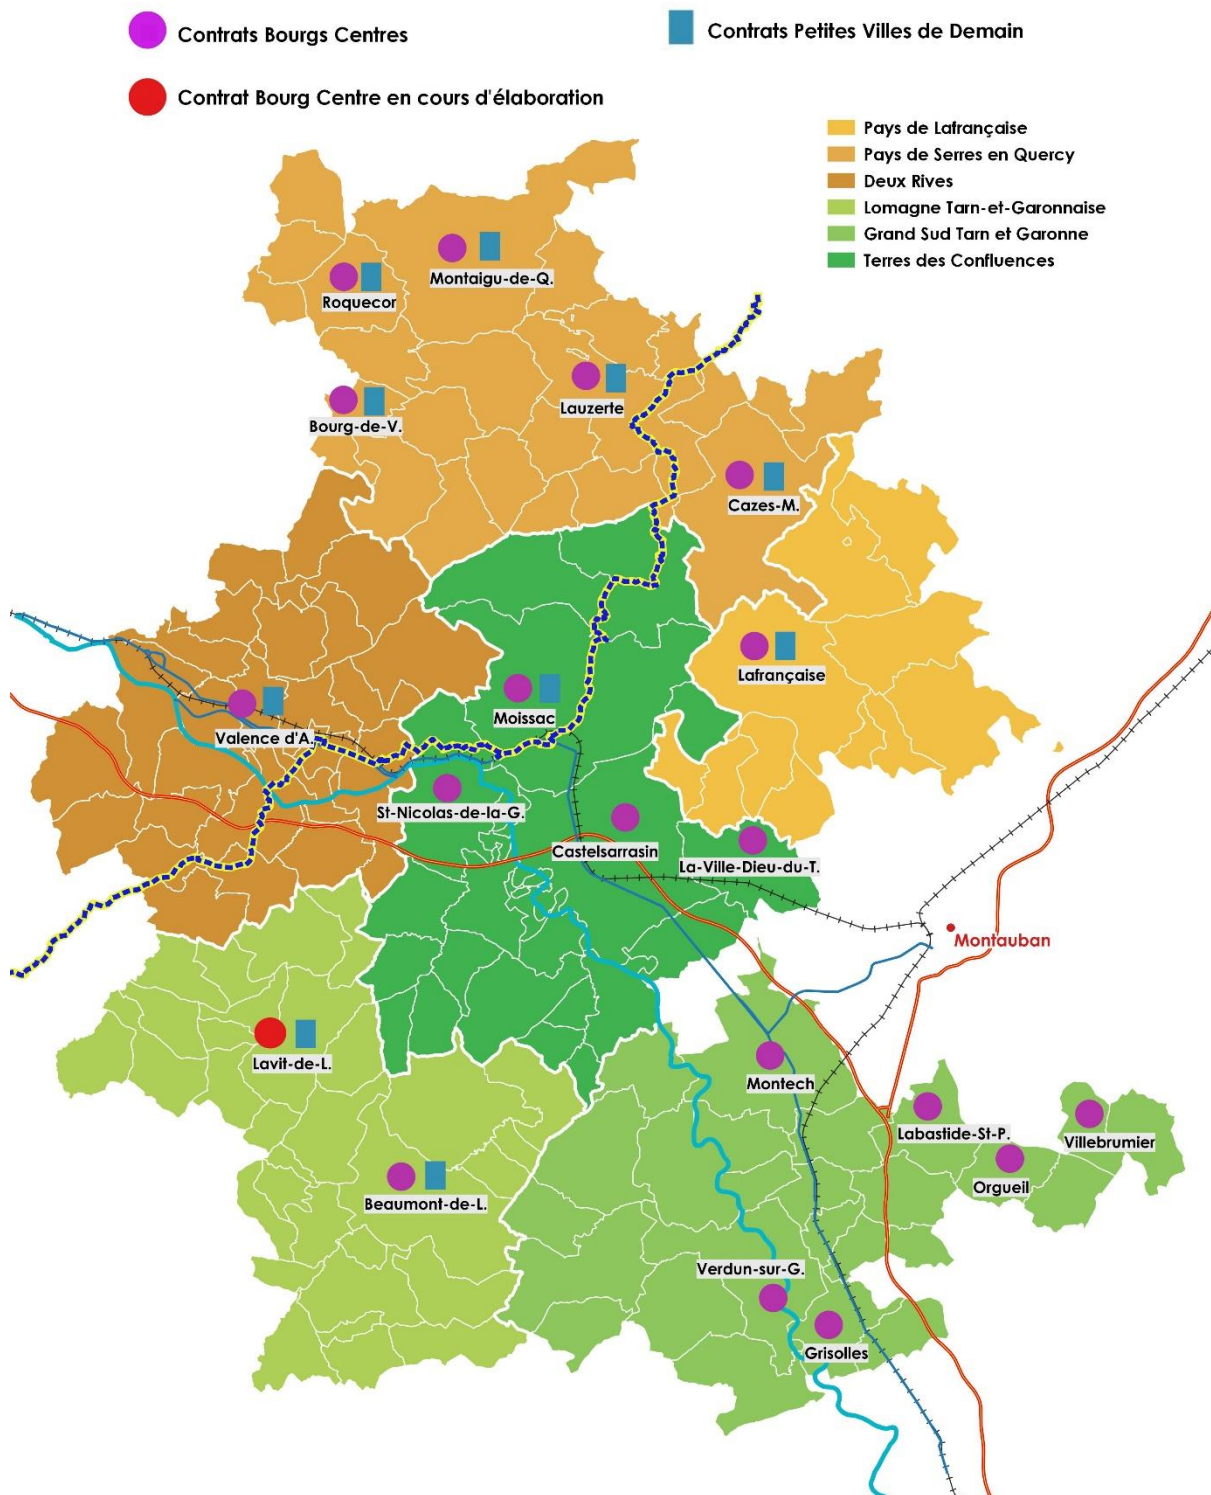 Contrats Bourgs Centres
Contrats Petites Villes de Demain
Contrat Bourg Centre en cours d'élaboration
Pays de Lafrançaise
Pays de Serres en Quercy
Deux Rives
Lomagne Tarn-et-Garonnaise
Grand Sud Tarn et Garonne
Terres des Confluences
Montaigu-de-Q.
Roquecor
Lauzerte
Bourg-de-V.
Cazes-M.
Lafrançaise
Moissac
Valence d'A.
St-Nicolas-de-la-G.
Castelsarrasin
La-Ville-Dieu-du-T.
Montauban
Lavit-de-L.
Montech
Labastide-St-P.
Villebrumier
Orgueil
Beaumont-de-L.
Verdun-sur-G.
Grisolles